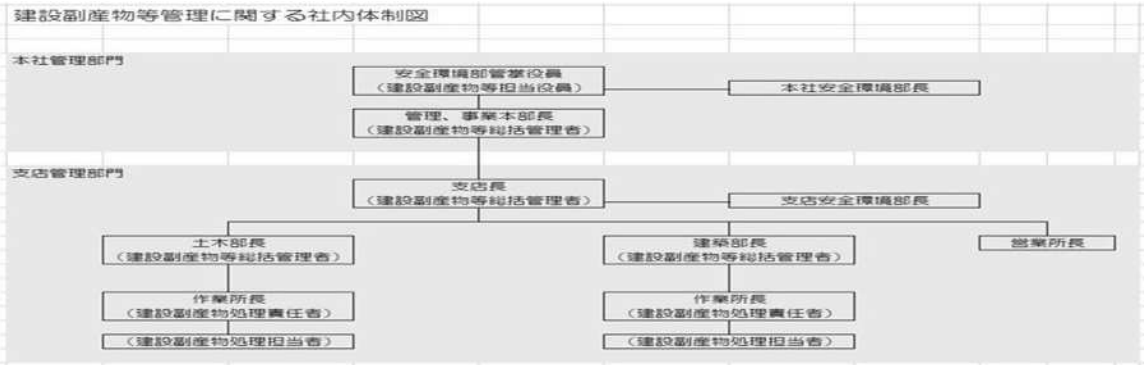 建設副産物等管理に関する社内体制図
本社管理部門
安全環境部管掌役員
（建設副産物等担当役員）
本社安全環境部長
管理、事業本部長
（建設副産物等総括管理者）
支店管理部門
支店長
（建設副産物等総括管理者）
支店安全環境部長
土木部長
（建設副産物等総括管理者）
建築部長
（建設副産物等総括管理者）
営業所長
作業所長
（建設副産物処理責任者）
作業所長
（建設副産物処理責任者）
（建設副産物処理担当者）
（建設副産物処理担当者）